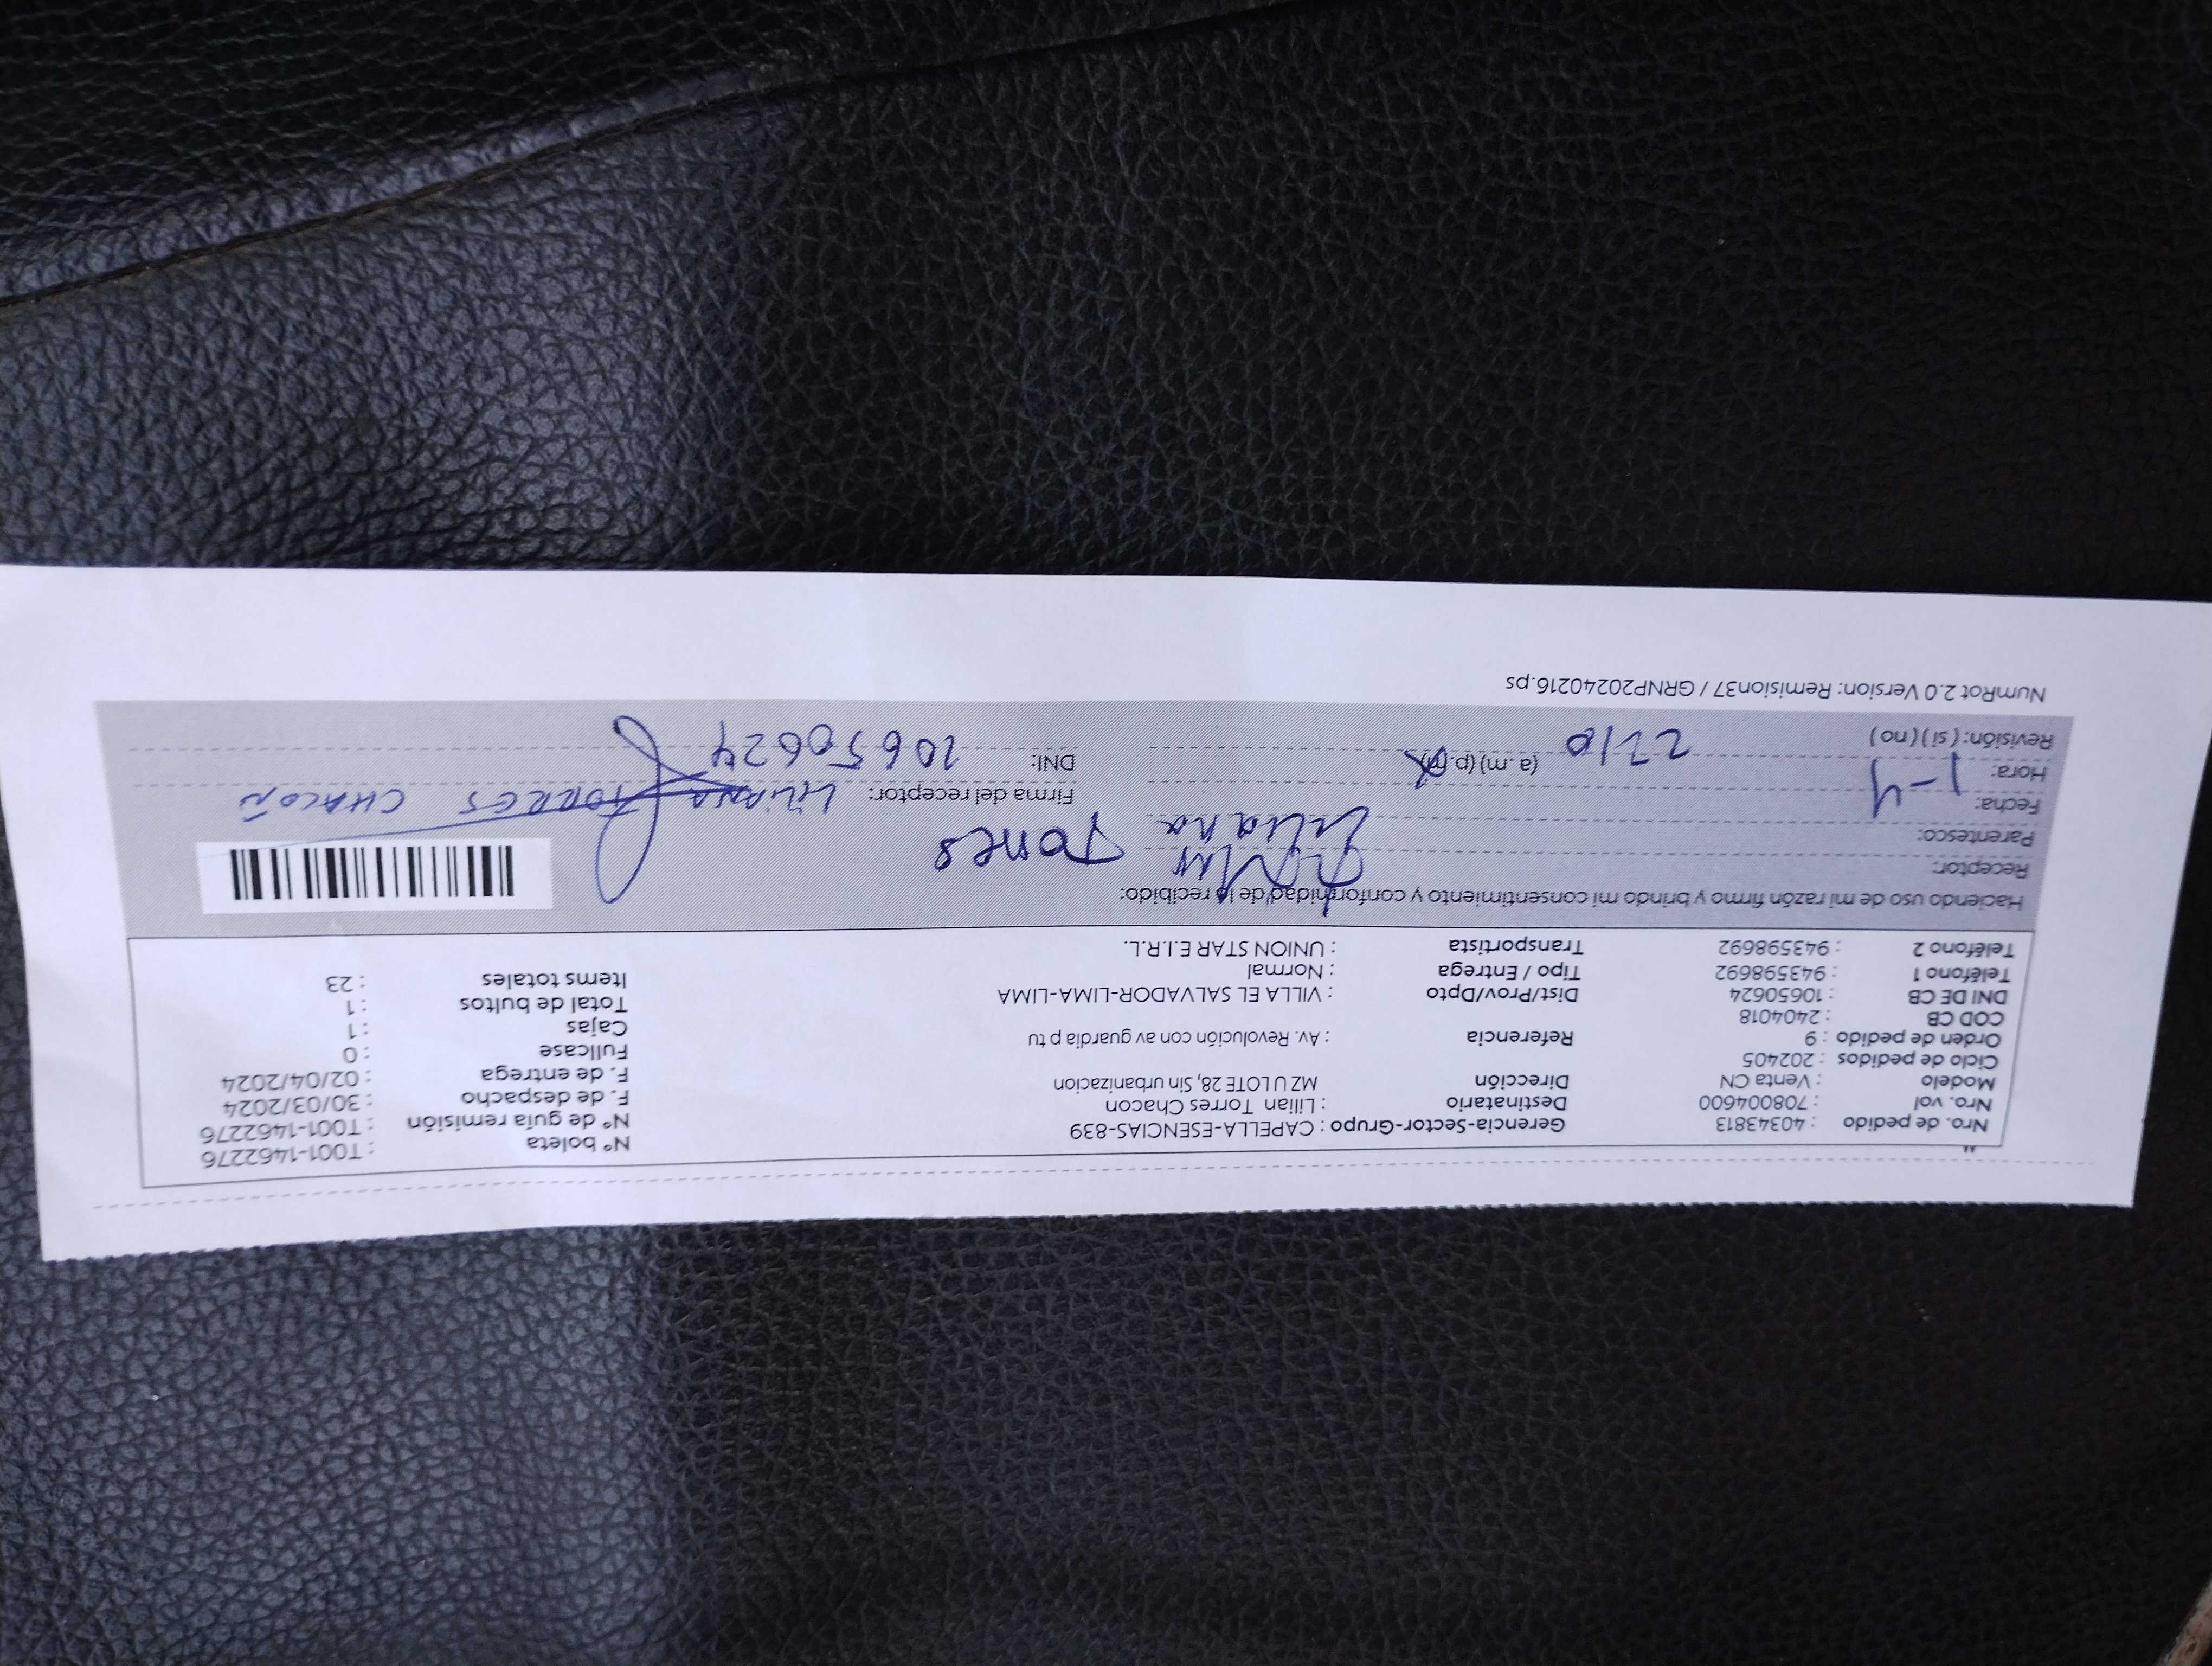 Nro. de pedido : 40343813 Gerencia-Sector-Grupo : CAPELLA-ESENCIAS-839 N° boleta : T001-1462276
Nro. vol : 708004600 Destinatario : Lilian Torres Chacon N° de guía remisión : T001-1462276
Modelo : Venta CN Dirección MZ U LOTE 28, Sin urbanizacion F. de despacho : 30/03/2024
Ciclo de pedidos : 202405 F. de entrega : 02/04/2024
Orden de pedido : 9 Referencia : Av. Revolución con av guardia p tu Fullcase : 0
COD CB : 2404018 Cajas : 1
DNI DE CB : 10650624 Dist/Prov/Dpto : VILLA EL SALVADOR-LIMA-LIMA Total de bultos : 1
Teléfono 1 : 943598692 Tipo / Entrega : Normal Items totales : 23
Teléfono 2 : 943598692 Transportista : UNION STAR E.I.R.L.
Haciendo uso de mi razón firmo y brindo mi consentimiento y conformidad de lo recibido:
Receptor: Torres
Parentesco: Liliana
Fecha: 1-4 Firma del receptor: LILIANA TORRES CHACON
Hora: (a.m) (p.m) DNI: 10650624
Revisión: (si) (no)
NumRot 2.0 Version: Remision37 / GRNP20240216.ps